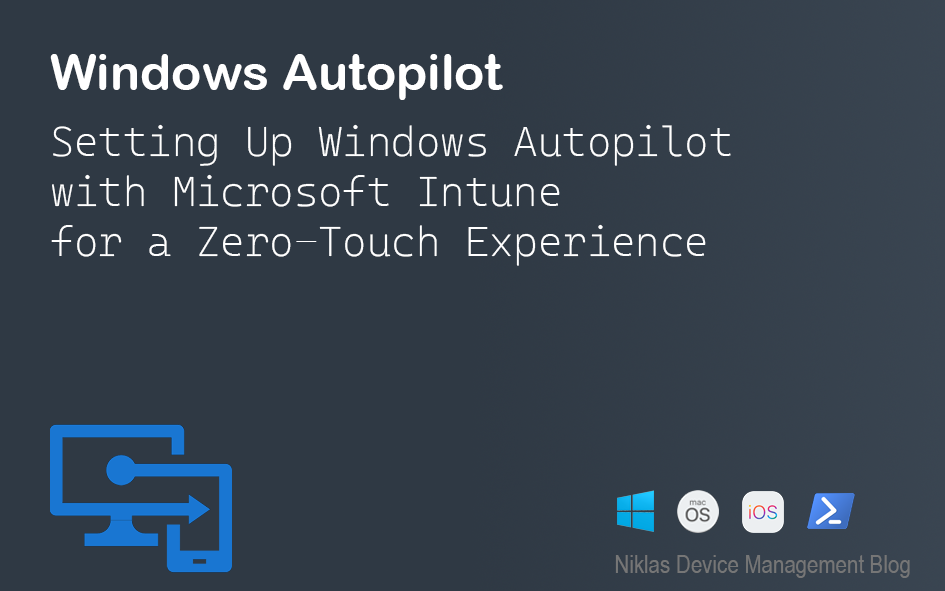 Windows Autopilot
Setting Up Windows Autopilot
with Microsoft Intune
for a Zero-Touch Experience
mac
OS
iOS
Niklas Device Management Blog